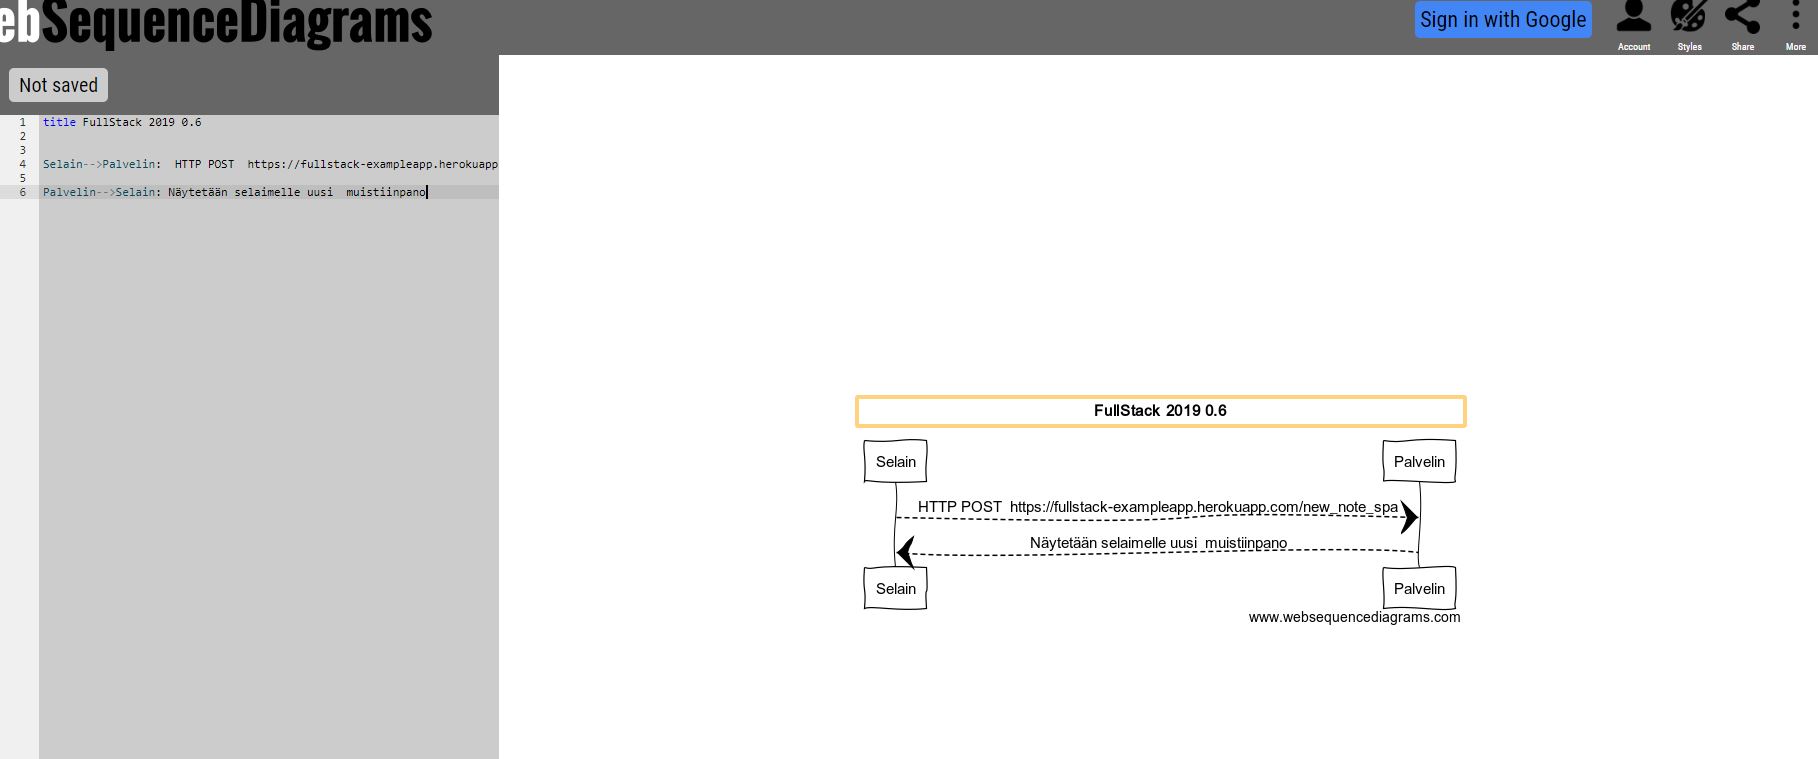 ebSequenceDiagrams
Sign in with Google
Account
Styles
Share
More
Not saved
1 title FullStack 2019 0.6
2
3
4 Selain-->Palvelin:  HTTP POST  https://fullstack-exampleapp.herokuapp
5
6 Palvelin-->Selain: Näytetään selaimelle uusi  muistiinpano
FullStack 2019 0.6
Selain
Palvelin
HTTP POST  https://fullstack-exampleapp.herokuapp.com/new_note_spa
Näytetään selaimelle uusi  muistiinpano
Selain
Palvelin
www.websequencediagrams.com